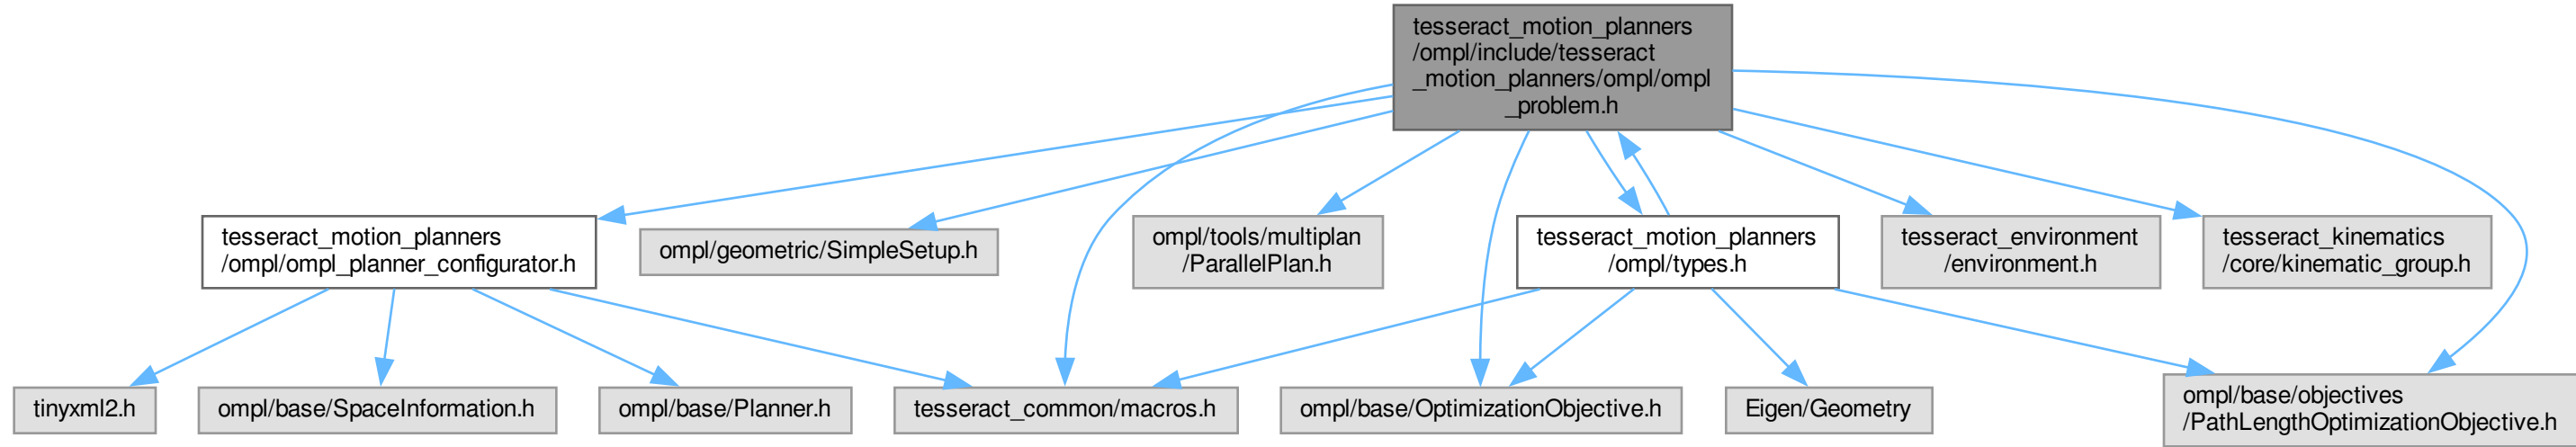 tesseract_motion_planners
/ompl/include/tesseract
_motion_planners/ompl/ompl
_problem.h
tesseract_motion_planners
/ompl/ompl_planner_configurator.h
ompl/geometric/SimpleSetup.h
ompl/tools/multiplan
/ParallelPlan.h
tesseract_motion_planners
/ompl/types.h
tesseract_environment
/environment.h
tesseract_kinematics
/core/kinematic_group.h
tinyxml2.h
ompl/base/SpaceInformation.h
ompl/base/Planner.h
tesseract_common/macros.h
ompl/base/OptimizationObjective.h
Eigen/Geometry
ompl/base/objectives
/PathLengthOptimizationObjective.h